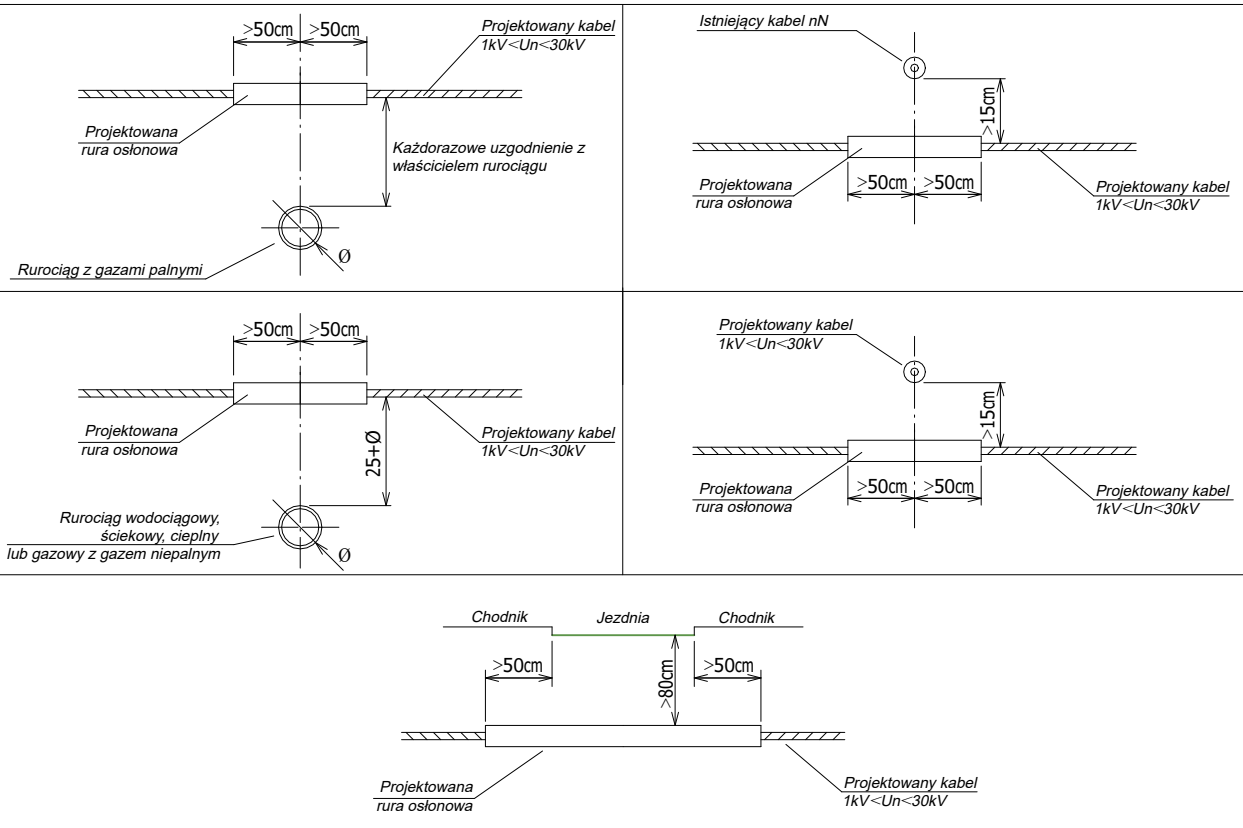 >50cm >50cm
Projektowany kabel
1kV<Un<30kV
Projektowana
rura osłonowa
Każdorazowe uzgodnienie z
właścicielem rurociągu
Ø
Rurociąg z gazami palnymi
Istniejący kabel nN
>15cm
Projektowana
rura osłonowa
>50cm >50cm
Projektowany kabel
1kV<Un<30kV
>50cm >50cm
Projektowana
rura osłonowa
Projektowany kabel
1kV<Un<30kV
25+Ø
Rurociąg wodociągowy,
ściekowy, cieplny
lub gazowy z gazem niepalnym
Ø
Projektowany kabel
1kV<Un<30kV
>15cm
Projektowana
rura osłonowa
>50cm >50cm
Projektowany kabel
1kV<Un<30kV
Chodnik Jezdnia Chodnik
>50cm >80cm >50cm
Projektowana
rura osłonowa
Projektowany kabel
1kV<Un<30kV